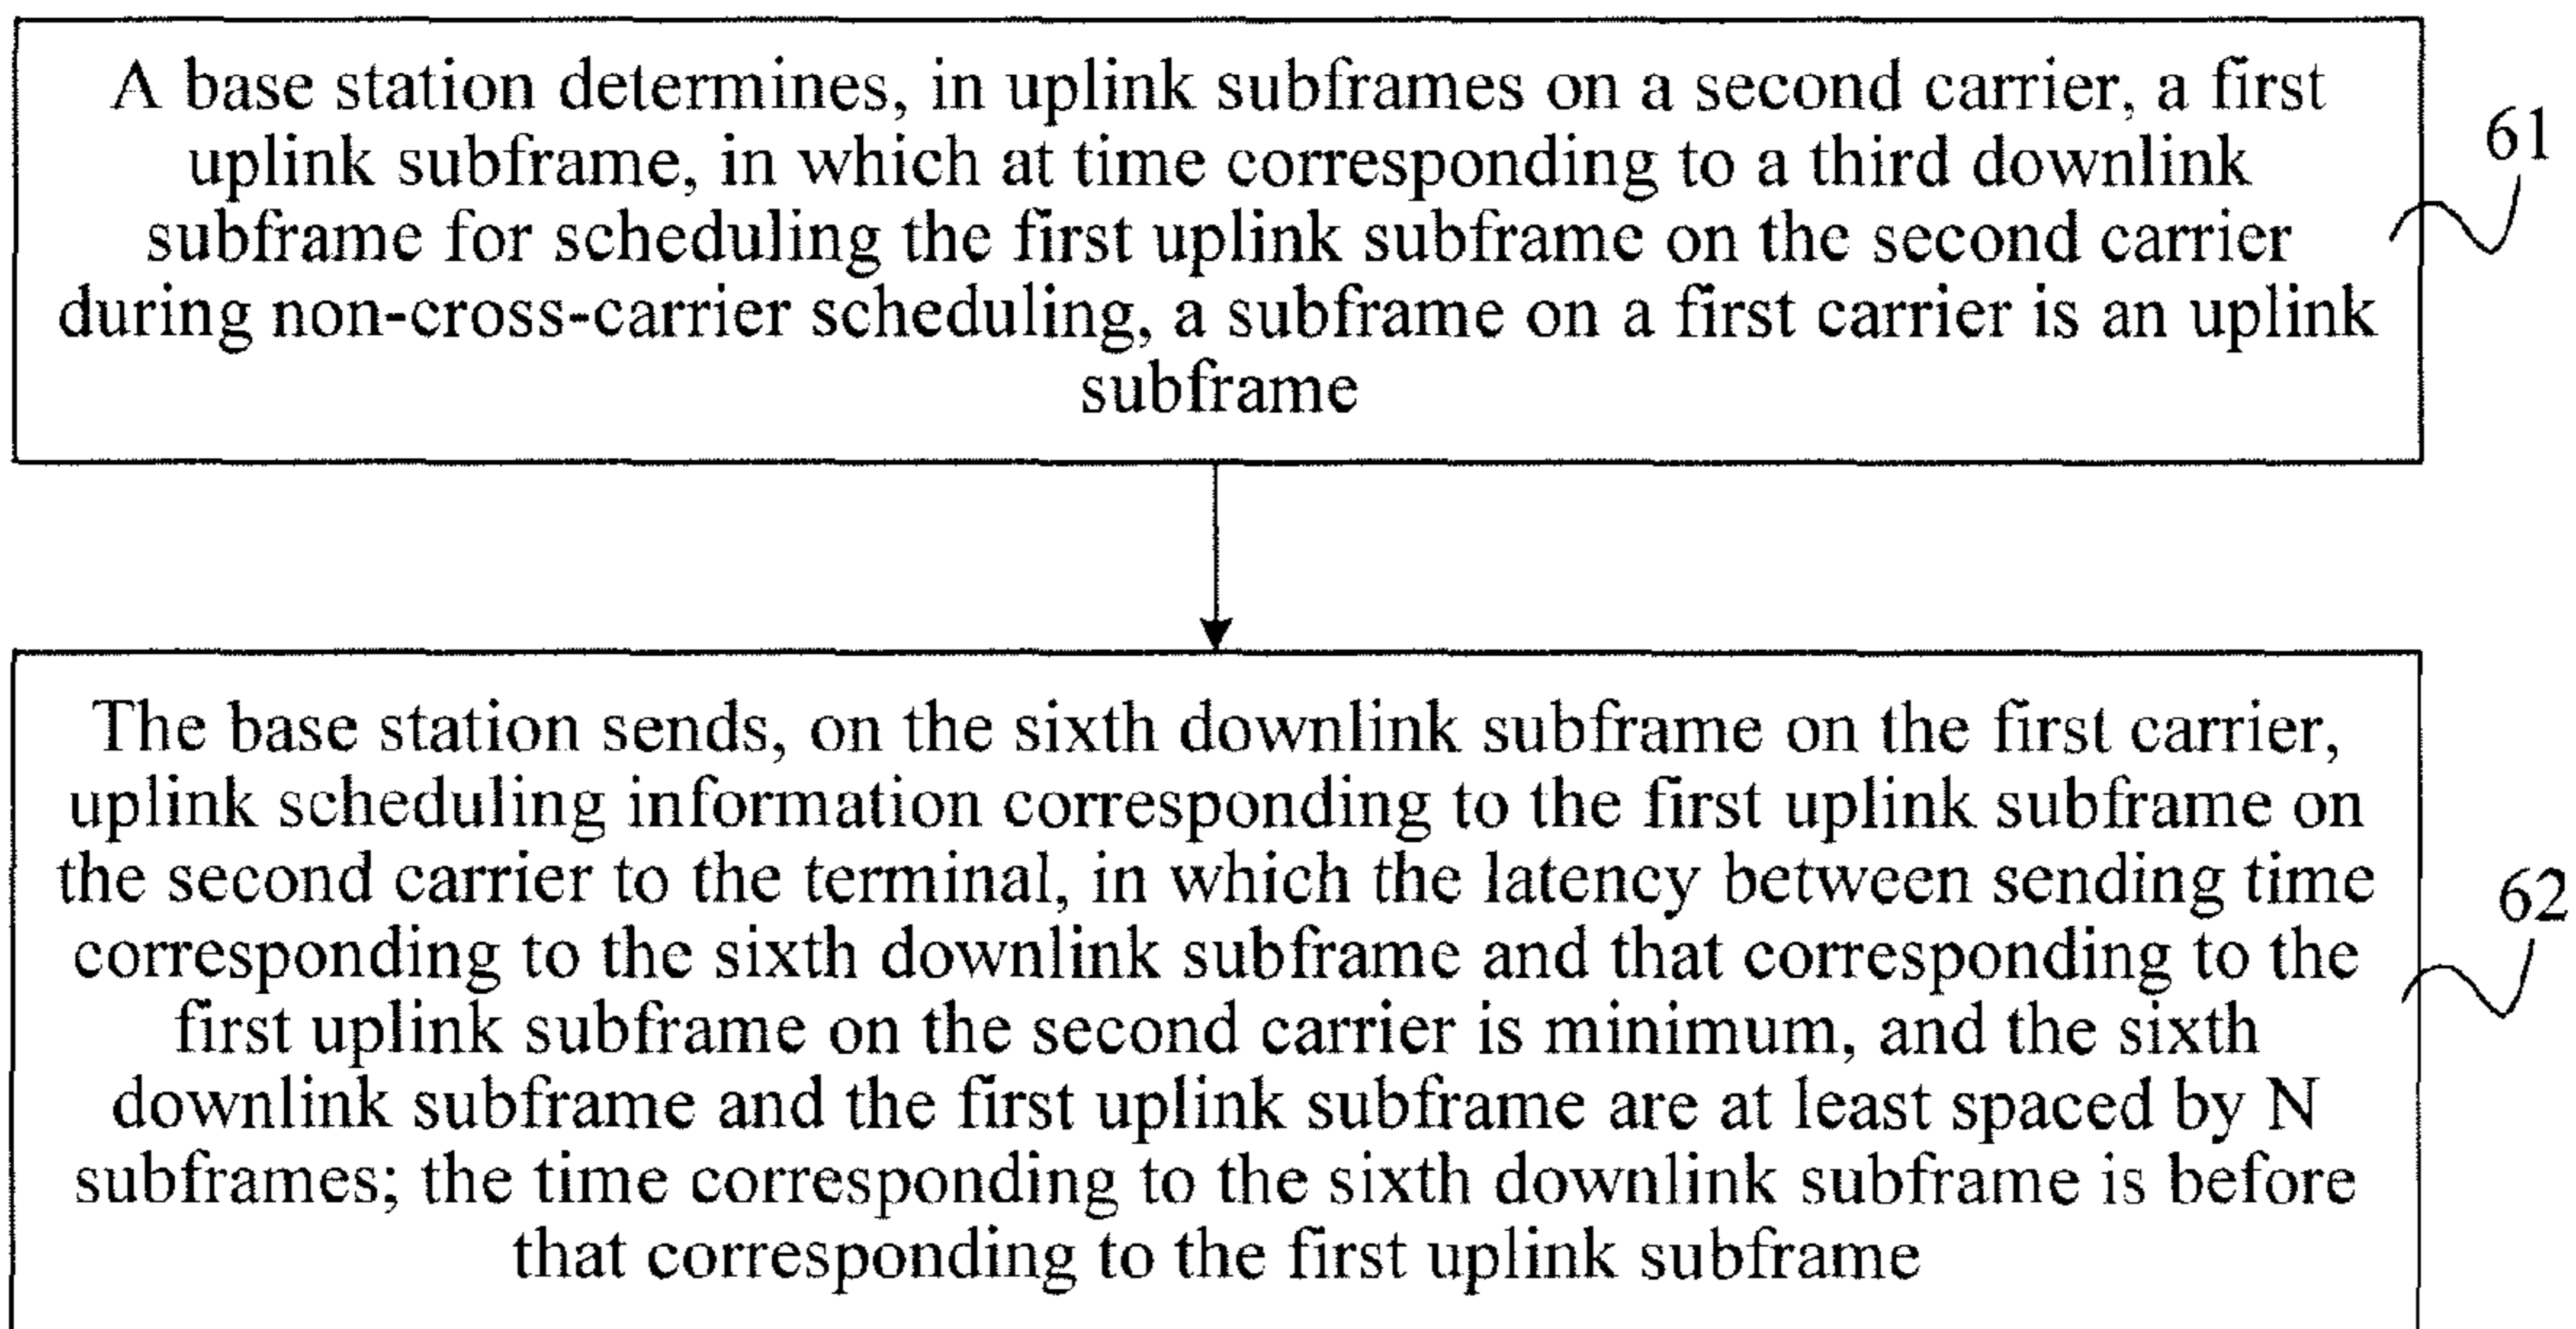 A base station determines, in uplink subframes on a second carrier, a first
uplink subframe, in which at time corresponding to a third downlink
subframe for scheduling the first uplink subframe on the second carrier
during non-cross-carrier scheduling, a subframe on a first carrier is an uplink
subframe
61
The base station sends, on the sixth downlink subframe on the first carrier,
uplink scheduling information corresponding to the first uplink subframe on
the second carrier to the terminal, in which the latency between sending time
corresponding to the sixth downlink subframe and that corresponding to the
first uplink subframe on the second carrier is minimum, and the sixth
downlink subframe and the first uplink subframe are at least spaced by N
subframes; the time corresponding to the sixth downlink subframe is before
that corresponding to the first uplink subframe
62